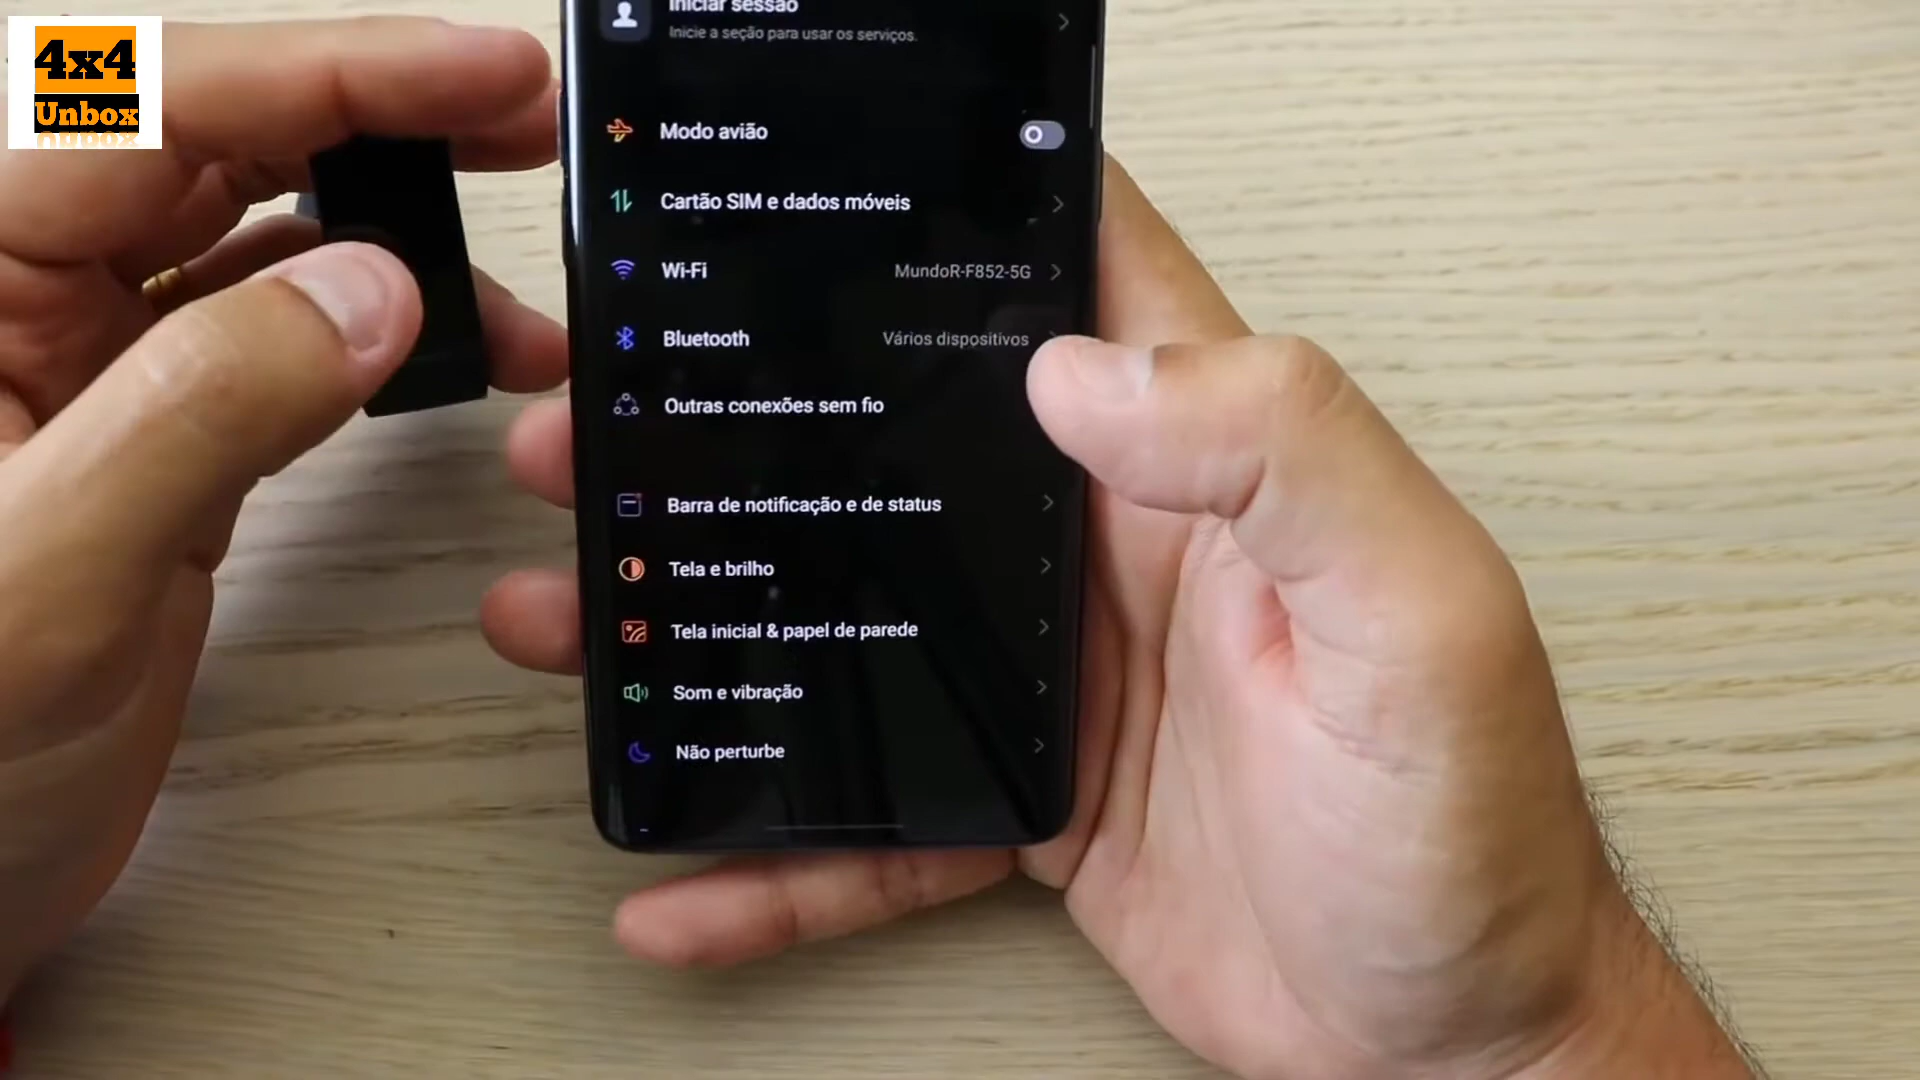 4x4
Unbox
Iniciar sessão
Inicie a seção para usar os serviços.
Modo avião
Cartão SIM e dados móveis
Wi-Fi MundoR-F852-5G
Bluetooth Vários dispositivos
Outras conexões sem fio
Barra de notificação e de status
Tela e brilho
Tela inicial & papel de parede
Som e vibração
Não perturbe